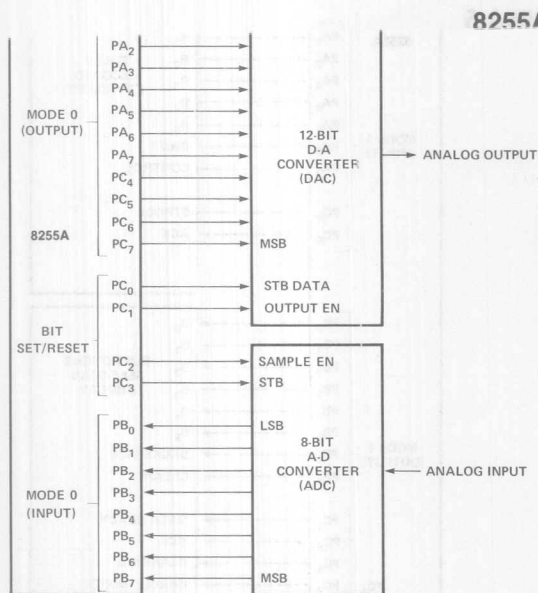 8255A
PA2
PA3
PA4
PA5
PA6
PA7
PC4
PC5
PC6
PC7
MODE 0
(OUTPUT)
8255A
12-BIT
D-A
CONVERTER
(DAC)
ANALOG OUTPUT
MSB
PC0
PC1
STB DATA
OUTPUT EN
BIT
SET/RESET
PC2
PC3
SAMPLE EN
STB
PB0
PB1
PB2
PB3
PB4
PB5
PB6
PB7
LSB
MODE 0
(INPUT)
8-BIT
A-D
CONVERTER
(ADC)
ANALOG INPUT
MSB